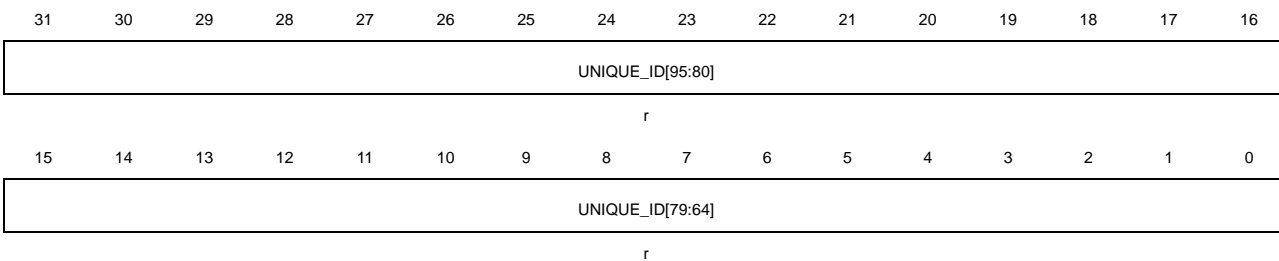 31 30 29 28 27 26 25 24 23 22 21 20 19 18 17 16
UNIQUE_ID[95:80]
r
15 14 13 12 11 10 9 8 7 6 5 4 3 2 1 0
UNIQUE_ID[79:64]
r